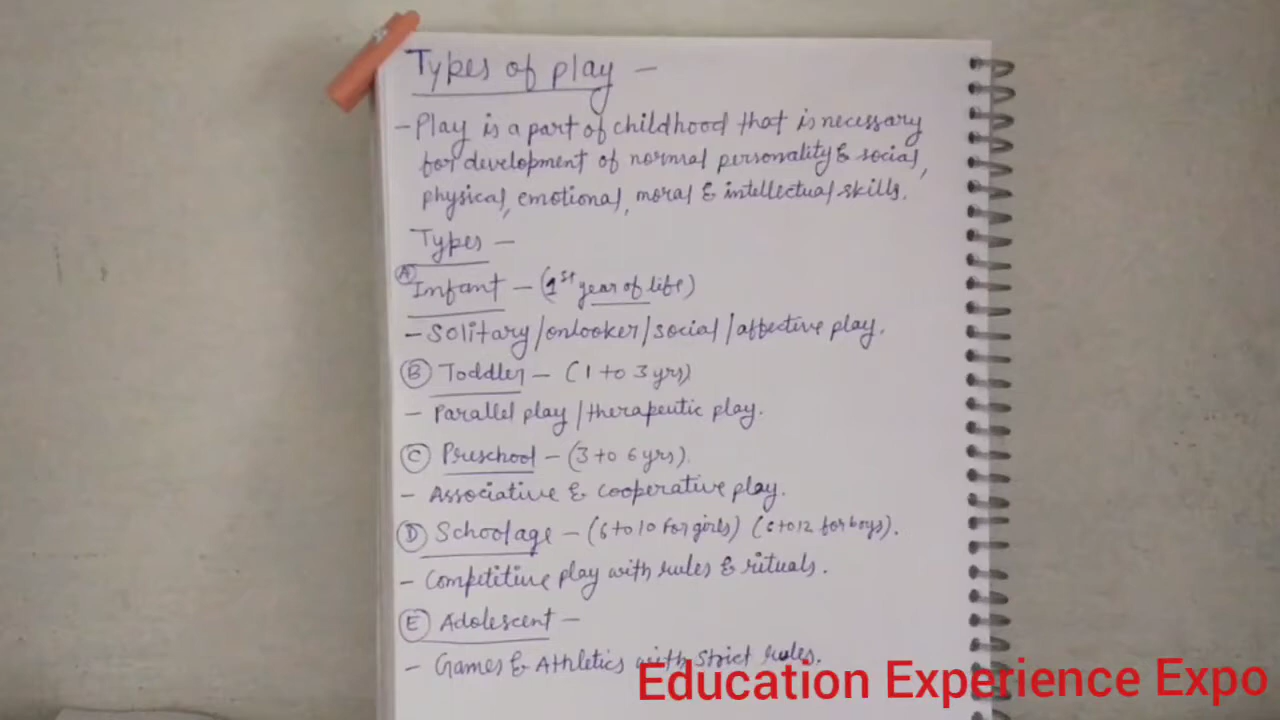 Types of play -
- Play is a part of childhood that is necessary
for development of normal personality & social,
physical, emotional, moral & intellectual skills.
Types -
(A) Infant - (1st year of life)
- Solitary/onlooker/social/affective play.
(B) Toddler - (1 to 3 yrs)
- Parallel play/therapeutic play.
(C) Preschool - (3 to 6 yrs).
- Associative & cooperative play.
(D) School age - (6 to 10 For girls) (6 to 12 for boys).
- Competitive play with rules & rituals.
(E) Adolescent -
- Games & Athletics with Strict rules.
Education Experience Expo